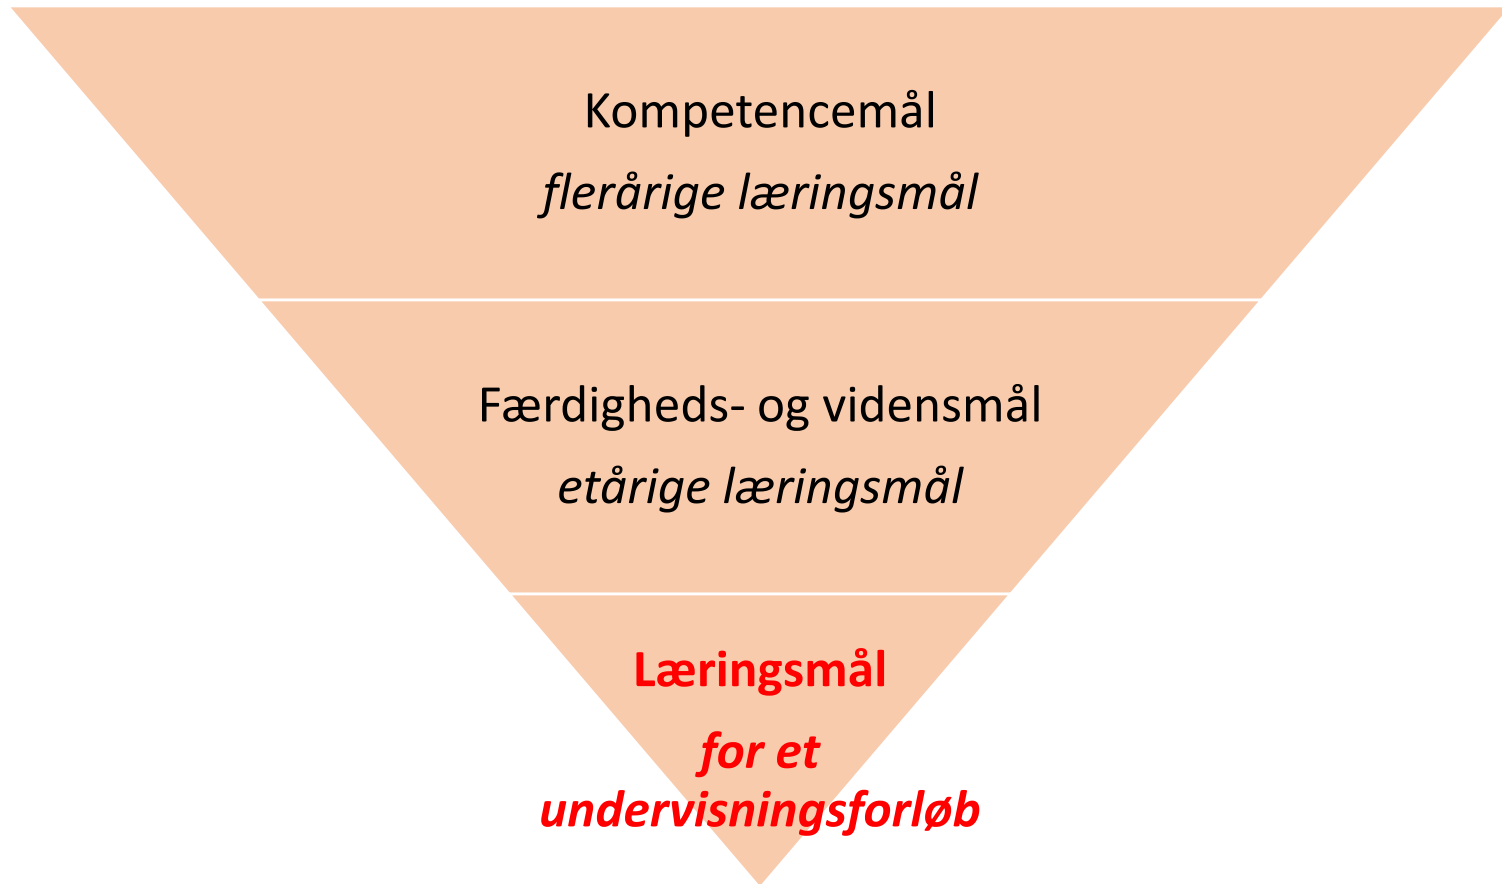 Kompetencemål
flerårige læringsmål
Færdigheds- og vidensmål
etårige læringsmål
Læringsmål
for et
undervisningsforløb